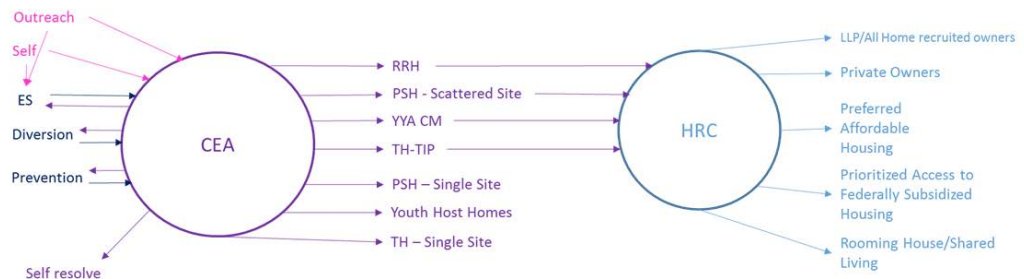 Outreach
Self
ES
Diversion
Prevention
Self resolve
CEA
RRH
PSH - Scattered Site
YYA CM
TH-TIP
PSH – Single Site
Youth Host Homes
TH – Single Site
HRC
LLP/All Home recruited owners
Private Owners
Preferred
Affordable
Housing
Prioritized Access to
Federally Subsidized
Housing
Rooming House/Shared
Living